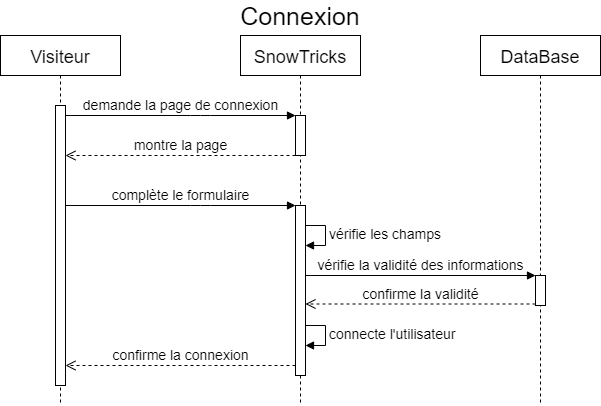 Connexion
Visiteur
SnowTricks
DataBase
demande la page de connexion
montre la page
complète le formulaire
vérifie les champs
vérifie la validité des informations
confirme la validité
connecte l'utilisateur
confirme la connexion